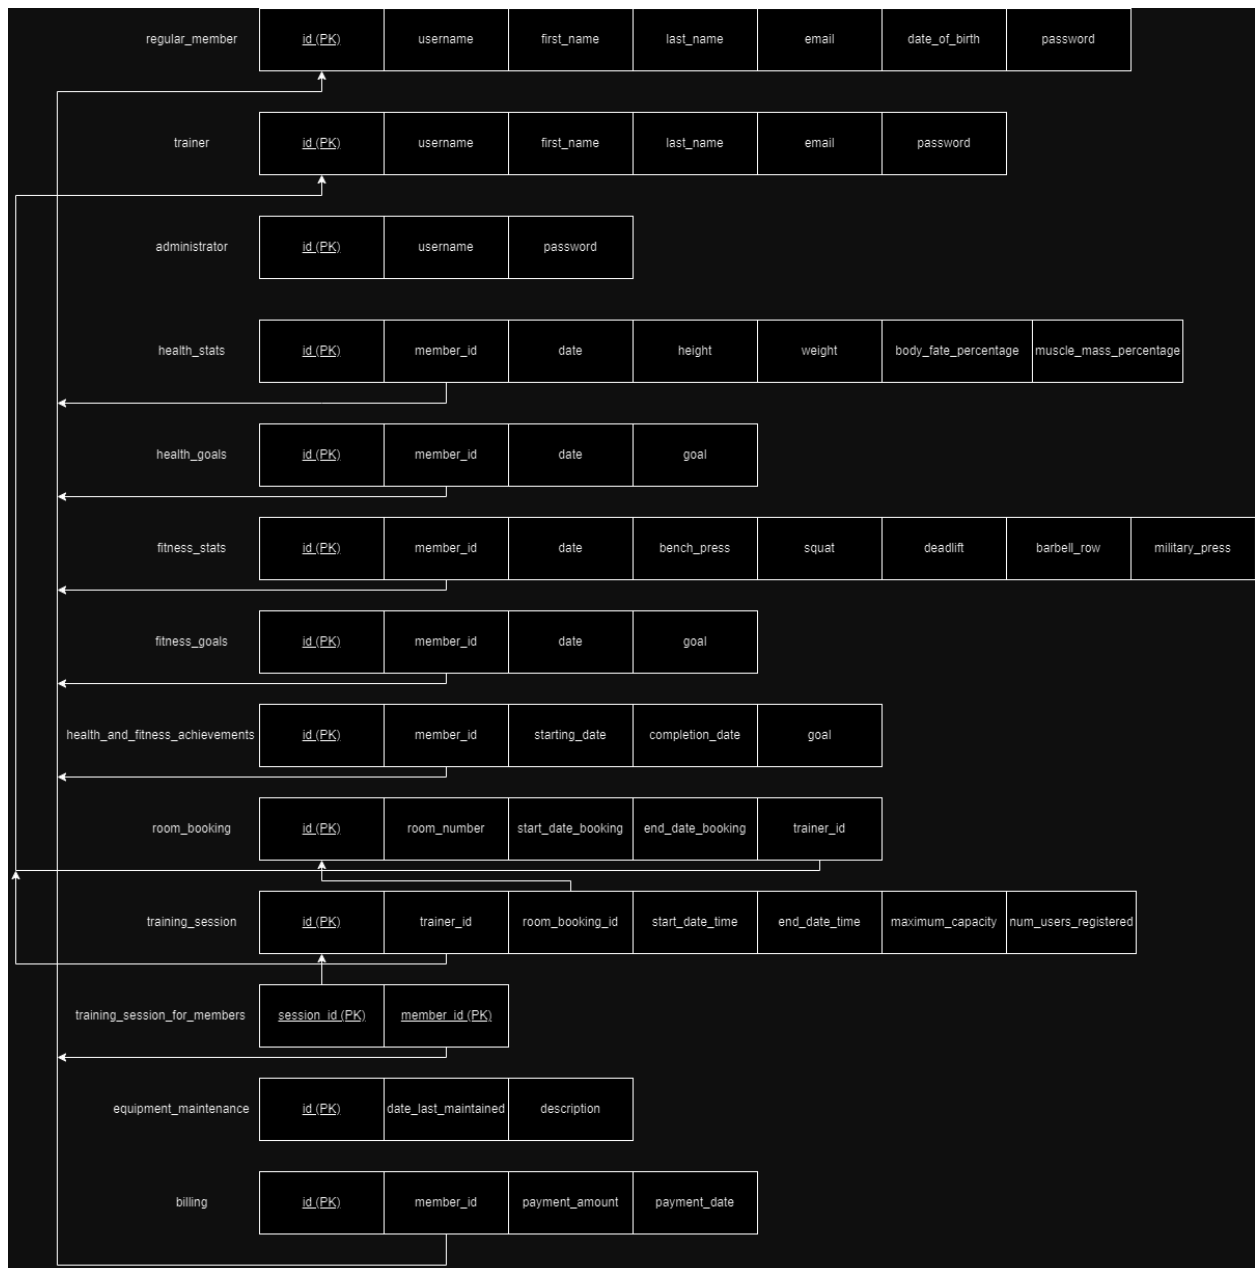 regular_member id (PK) username first_name last_name email date_of_birth password
trainer id (PK) username first_name last_name email password
administrator id (PK) username password
health_stats id (PK) member_id date height weight body_fate_percentage muscle_mass_percentage
health_goals id (PK) member_id date goal
fitness_stats id (PK) member_id date bench_press squat deadlift barbell_row military_press
fitness_goals id (PK) member_id date goal
health_and_fitness_achievements id (PK) member_id starting_date completion_date goal
room_booking id (PK) room_number start_date_booking end_date_booking trainer_id
training_session id (PK) trainer_id room_booking_id start_date_time end_date_time maximum_capacity num_users_registered
training_session_for_members session_id (PK) member_id (PK)
equipment_maintenance id (PK) date_last_maintained description
billing id (PK) member_id payment_amount payment_date